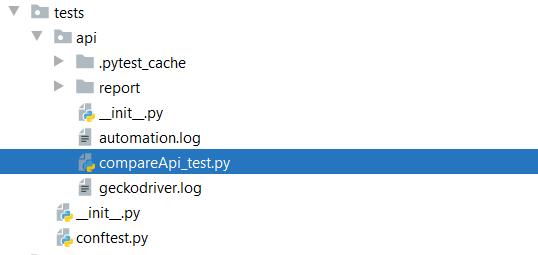 tests
api
.pytest_cache
report
__init__.py
automation.log
compareApi_test.py
geckodriver.log
__init__.py
conftest.py